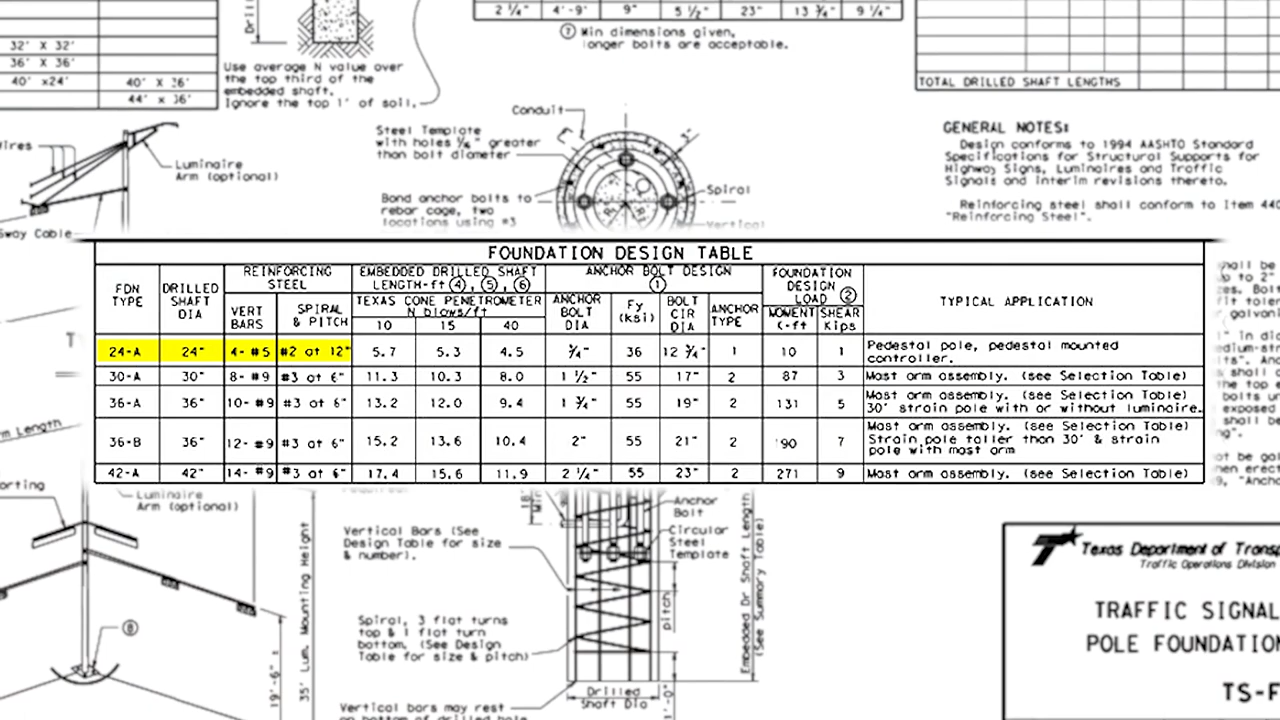 2 ¼" 4'-9" 9" 5 ½" 23" 13 ¾" 9 ¼"
⑦ Min dimensions given,
longer bolts are acceptable.
32' X 32'
36' X 36'
40' x24' 40' X 36'
44' x 36'
Use average N value over
the top third of the
embedded shaft.
Ignore the top 1' of soil.
TOTAL DRILLED SHAFT LENGTHS
Luminaire
Arm (optional)
Sway Cable
Conduit
Steel Template
with holes 1/16" greater
than bolt diameter
Bond anchor bolts to
rebar cage, two
locations using #3
3"
Spiral
Vertical
GENERAL NOTES:
Design conforms to 1994 AASHTO Standard
Specifications for Structural Supports for
Highway Signs, Luminaires and Traffic
Signals and interim revisions thereto.
Reinforcing steel shall conform to Item 440
"Reinforcing Steel".
FOUNDATION DESIGN TABLE
FDN TYPE
DRILLED SHAFT DIA
REINFORCING STEEL
VERT BARS
SPIRAL & PITCH
EMBEDDED DRILLED SHAFT
LENGTH-ft ④, ⑤, ⑥
TEXAS CONE PENETROMETER
N blows/ft
10 15 40
ANCHOR BOLT DESIGN
①
ANCHOR BOLT DIA
Fy (ksi)
BOLT CIR DIA
ANCHOR TYPE
FOUNDATION DESIGN LOAD ②
MOMENT K-ft
SHEAR Kips
TYPICAL APPLICATION
24-A 24" 4- #5 #2 at 12" 5.7 5.3 4.5 ¾" 36 12 ¾" 1 10 1 Pedestal pole, pedestal mounted
controller.
30-A 30" 8- #9 #3 at 6" 11.3 10.3 8.0 1 ½" 55 17" 2 87 3 Mast arm assembly. (see Selection Table)
36-A 36" 10- #9 #3 at 6" 13.2 12.0 9.4 1 ¾" 55 19" 2 131 5 Mast arm assembly. (see Selection Table)
30' strain pole with or without luminaire.
36-B 36" 12- #9 #3 at 6" 15.2 13.6 10.4 2" 55 21" 2 190 7 Mast arm assembly. (see Selection Table)
Strain pole taller than 30' & strain
pole with mast arm
42-A 42" 14- #9 #3 at 6" 17.4 15.6 11.9 2 ¼" 55 23" 2 271 9 Mast arm assembly. (see Selection Table)
Luminaire
Arm (optional)
⑧
19'-6" ±
35' Lum. Mounting Height
Vertical Bars (See
Design Table for size
& number).
Spiral, 3 flat turns
top & 1 flat turn
bottom. (See Design
Table for size & pitch)
Vertical bars may rest
on bottom of drilled hole
Anchor
Bolt
Circular
Steel
Template
pitch
Embedded Dr Shaft Length
(See Summary Table)
Drilled
Shaft Dia
1'-0"
Texas Department of Transp
Traffic Operations Division
TRAFFIC SIGNAL
POLE FOUNDATION
TS-F